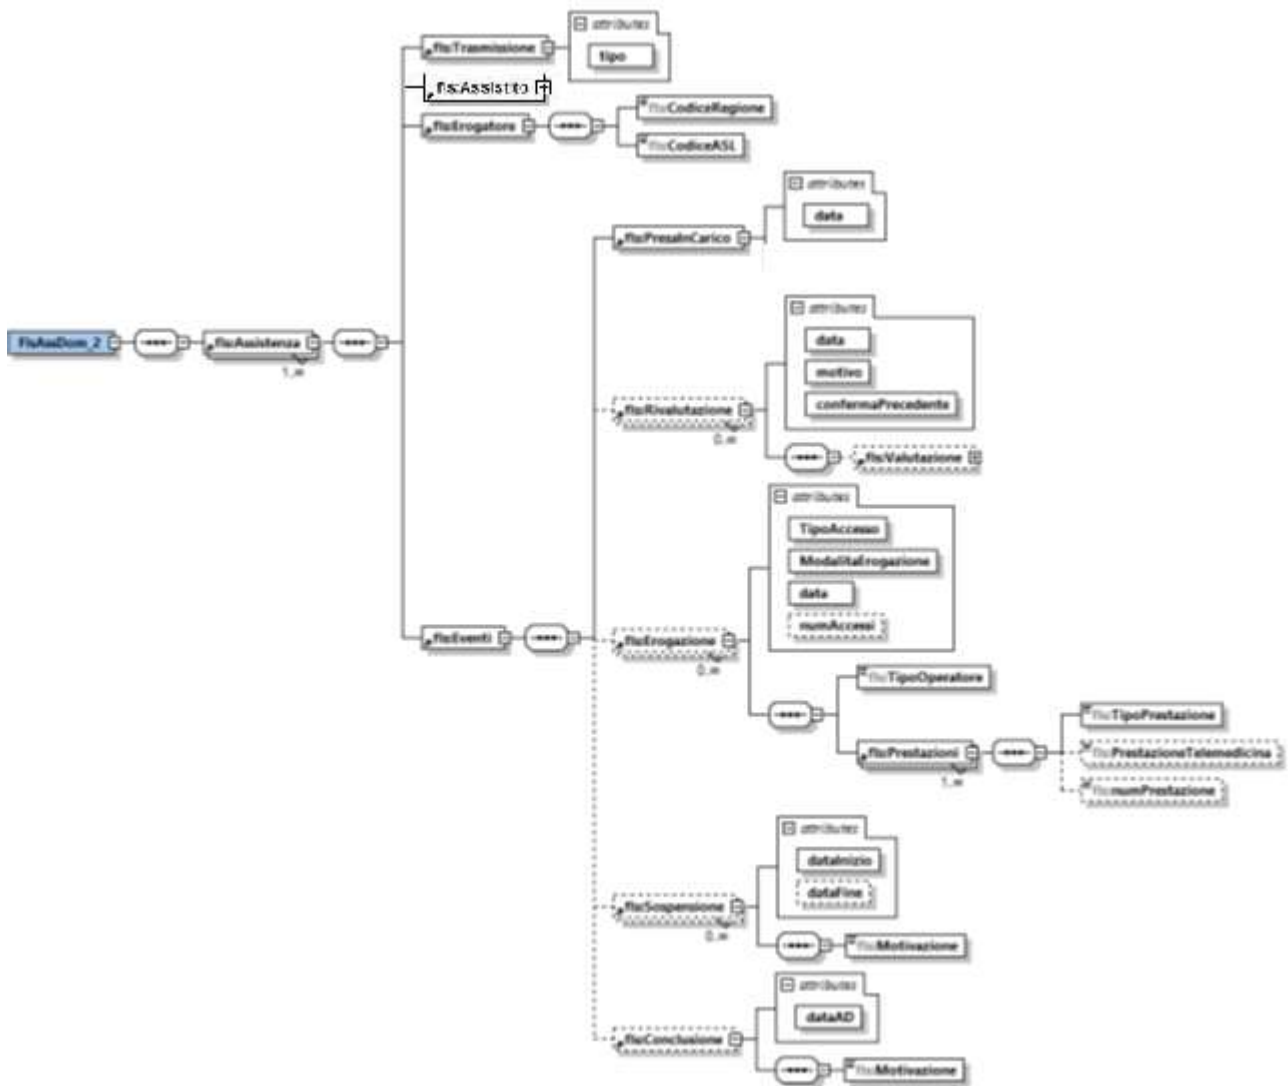 attributes
fls:Trasmissione
tipo
fls:Assistito
fls:CodiceRegione
fls:Erogatore
fls:CodiceASL
attributes
data
fls:PresaInCarico
attributes
FlsAssDom_2
fls:Assistenza
data
1..∞
motivo
confermaPrecedente
fls:Rivalutazione
0..∞
fls:Valutazione
attributes
TipoAccesso
ModalitaErogazione
data
numAccessi
fls:Eventi
fls:Erogazione
0..∞
fls:TipoOperatore
fls:TipoPrestazione
fls:Prestazioni
fls:PrestazioneTelemedicina
1..∞
fls:numPrestazione
attributes
dataInizio
dataFine
fls:Sospensione
0..∞
fls:Motivazione
attributes
dataAD
fls:Conclusione
fls:Motivazione